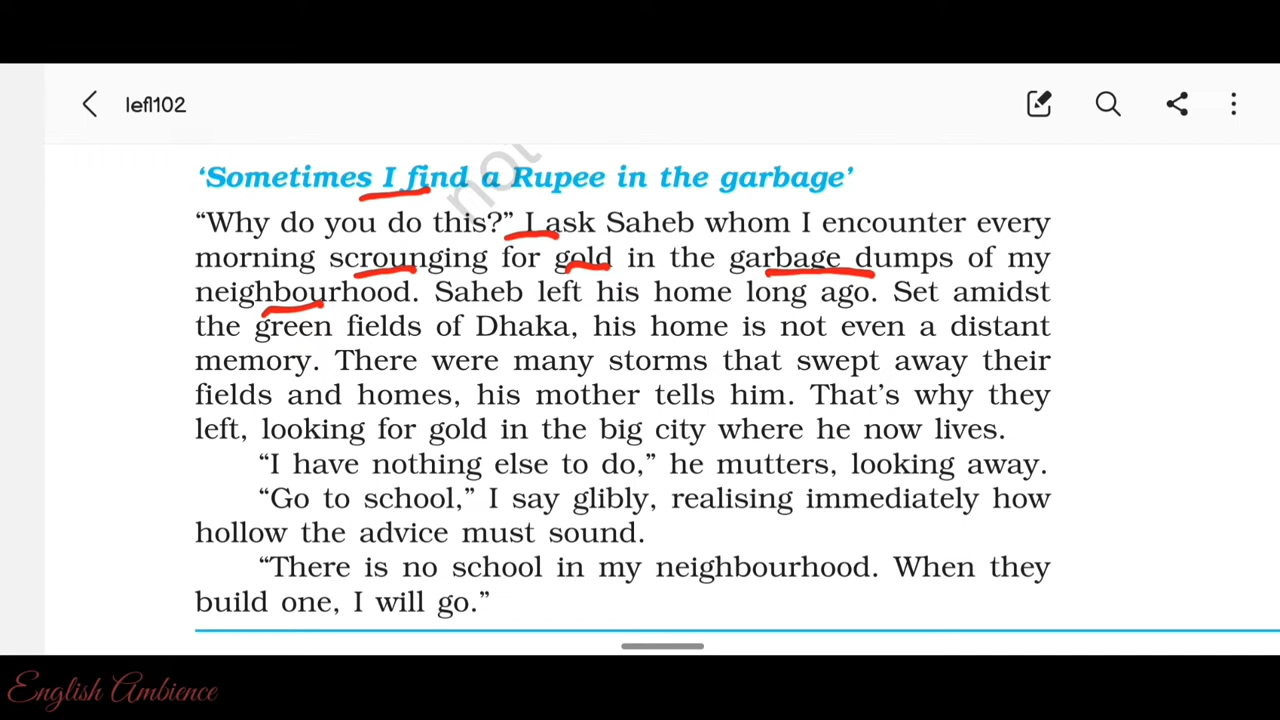 lefl102
‘Sometimes I find a Rupee in the garbage’
not
“Why do you do this?” I ask Saheb whom I encounter every
morning scrounging for gold in the garbage dumps of my
neighbourhood. Saheb left his home long ago. Set amidst
the green fields of Dhaka, his home is not even a distant
memory. There were many storms that swept away their
fields and homes, his mother tells him. That’s why they
left, looking for gold in the big city where he now lives.
“I have nothing else to do,” he mutters, looking away.
“Go to school,” I say glibly, realising immediately how
hollow the advice must sound.
“There is no school in my neighbourhood. When they
build one, I will go.”
English Ambience